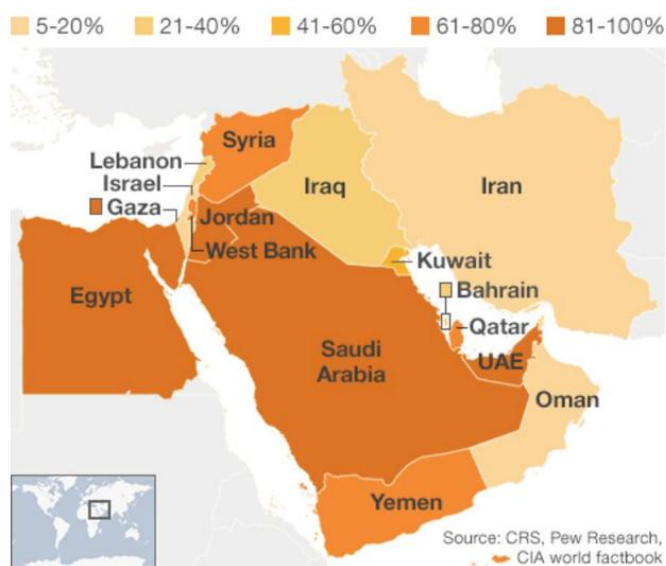 5-20% 21-40% 41-60% 61-80% 81-100%
Syria
Lebanon
Israel
Iraq
Iran
Gaza
Jordan
West Bank
Kuwait
Egypt
Bahrain
Qatar
Saudi
Arabia
UAE
Oman
Yemen
Source: CRS, Pew Research,
CIA world factbook